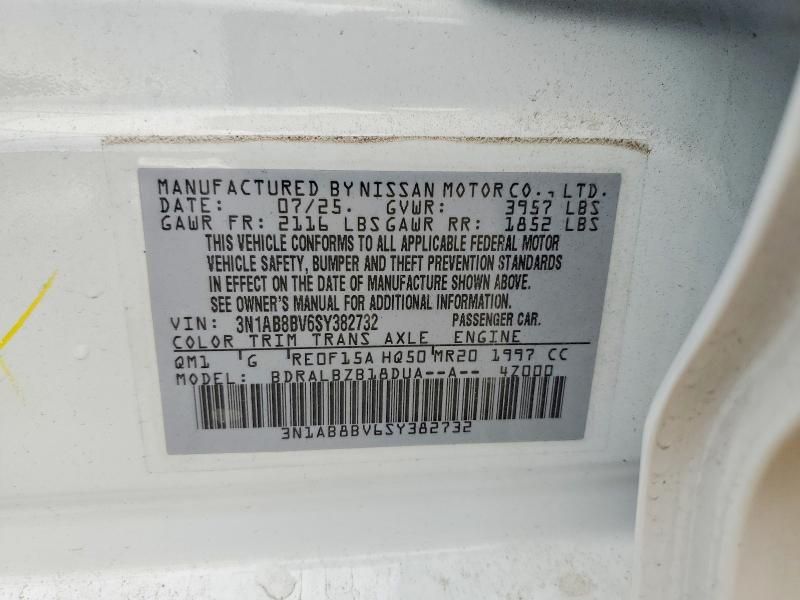 MANUFACTURED BY NISSAN MOTOR CO., LTD.
DATE: 07/25. GVWR: 3957 LBS
GAWR FR: 2116 LBS GAWR RR: 1852 LBS
THIS VEHICLE CONFORMS TO ALL APPLICABLE FEDERAL MOTOR
VEHICLE SAFETY, BUMPER AND THEFT PREVENTION STANDARDS
IN EFFECT ON THE DATE OF MANUFACTURE SHOWN ABOVE.
SEE OWNER'S MANUAL FOR ADDITIONAL INFORMATION.
VIN: 3N1AB8BV6SY382732 PASSENGER CAR.
COLOR TRIM TRANS AXLE ENGINE
QM1 G RE0F15A HQ50 MR20 1997 CC
MODEL: BDRALBZB18DUA--A-- 4Z000
3N1AB8BV6SY382732